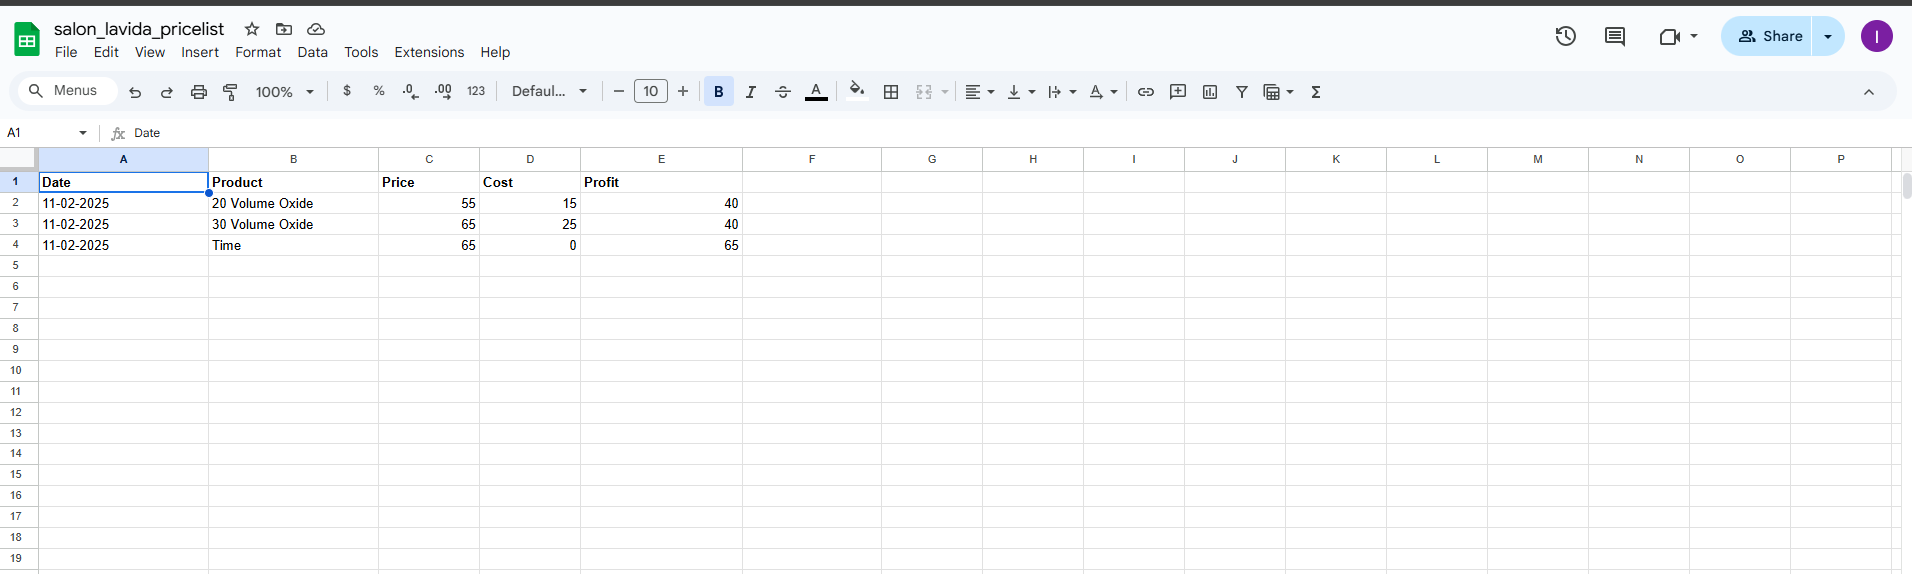 salon_lavida_pricelist
File Edit View Insert Format Data Tools Extensions Help
Share
I
Menus
100%
$ % .0 .00 123
Defaul...
10
B I S A
A
Σ
A1
fx Date
A B C D E F G H I J K L M N O P
1 Date Product Price Cost Profit
2 11-02-2025 20 Volume Oxide 55 15 40
3 11-02-2025 30 Volume Oxide 65 25 40
4 11-02-2025 Time 65 0 65
5
6
7
8
9
10
11
12
13
14
15
16
17
18
19